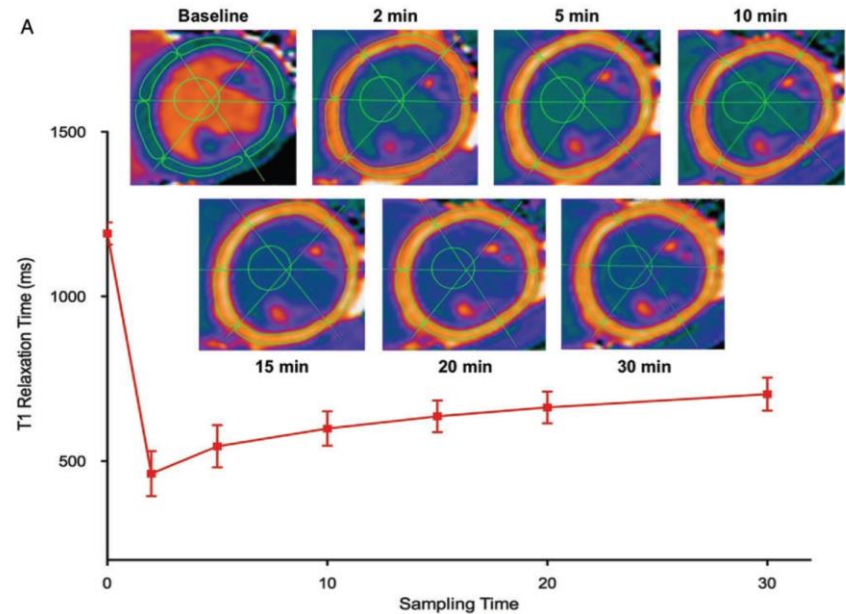 A
Baseline 2 min 5 min 10 min
15 min 20 min 30 min
T1 Relaxation Time (ms)
1500
1000
500
0 10 20 30
Sampling Time